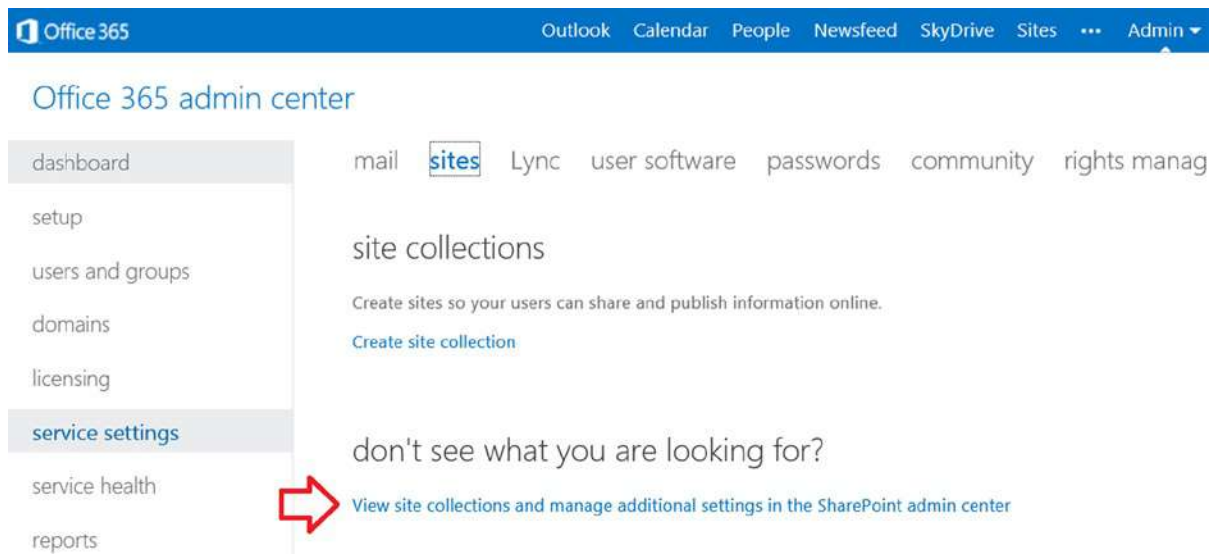 Office 365 Outlook Calendar People Newsfeed SkyDrive Sites ... Admin
Office 365 admin center
dashboard
setup
users and groups
domains
licensing
service settings
service health
reports
mail sites Lync user software passwords community rights manag
site collections
Create sites so your users can share and publish information online.
Create site collection
don't see what you are looking for?
View site collections and manage additional settings in the SharePoint admin center